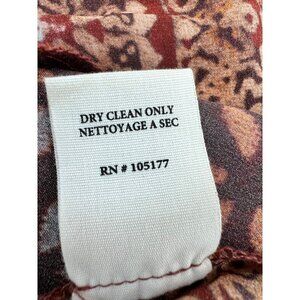 DRY CLEAN ONLY
NETTOYAGE A SEC
RN # 105177